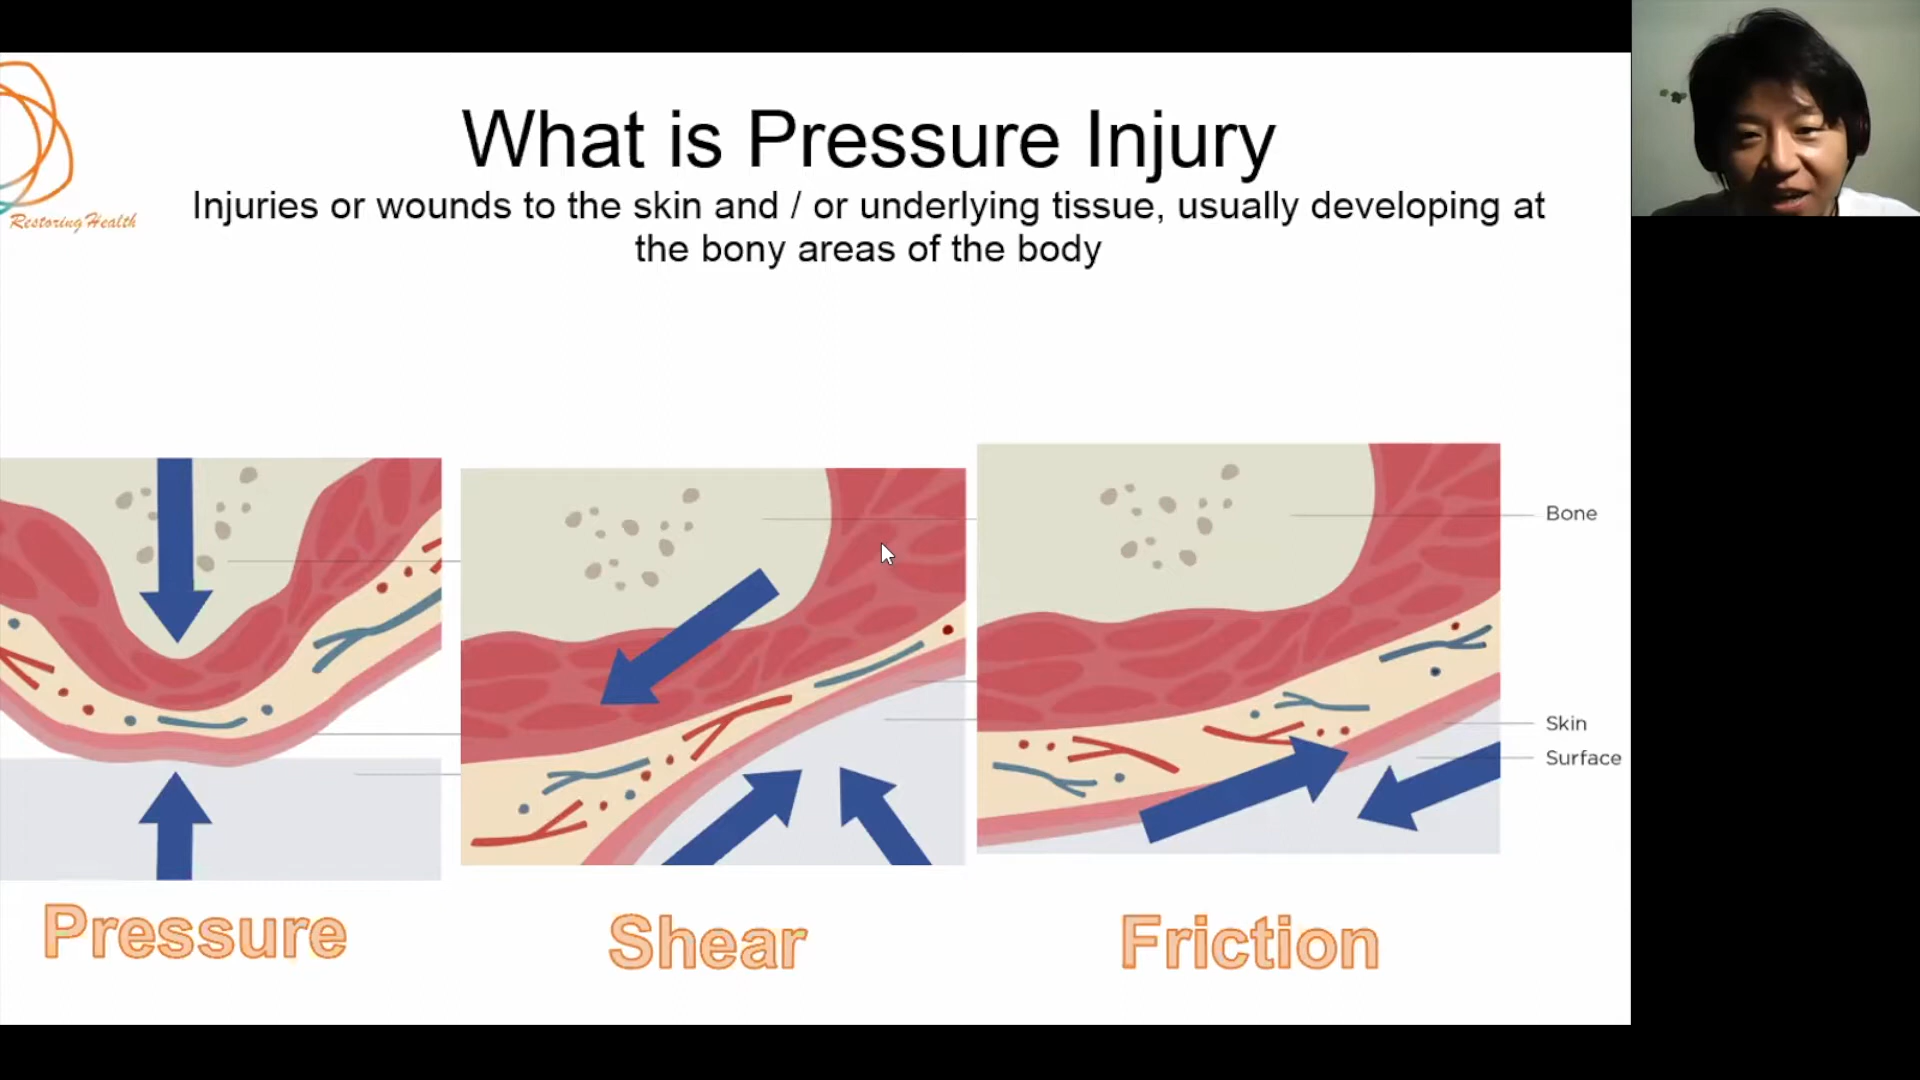 What is Pressure Injury
Injuries or wounds to the skin and / or underlying tissue, usually developing at
the bony areas of the body
Restoring Health
Bone
Skin
Surface
Pressure
Shear
Friction